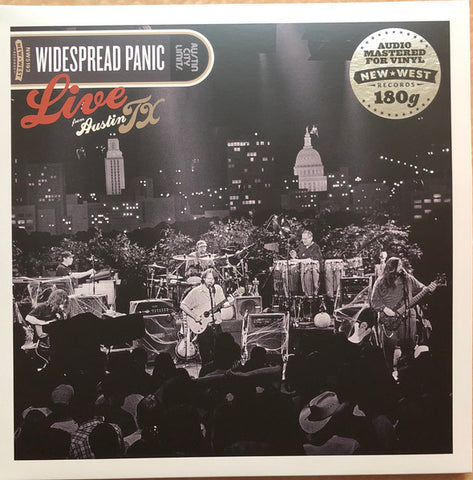 WIDESPREAD PANIC
AUSTIN
CITY
LIMITS
Live
from Austin TX
AUDIO
MASTERED
FOR VINYL
NEW WEST
RECORDS
180g